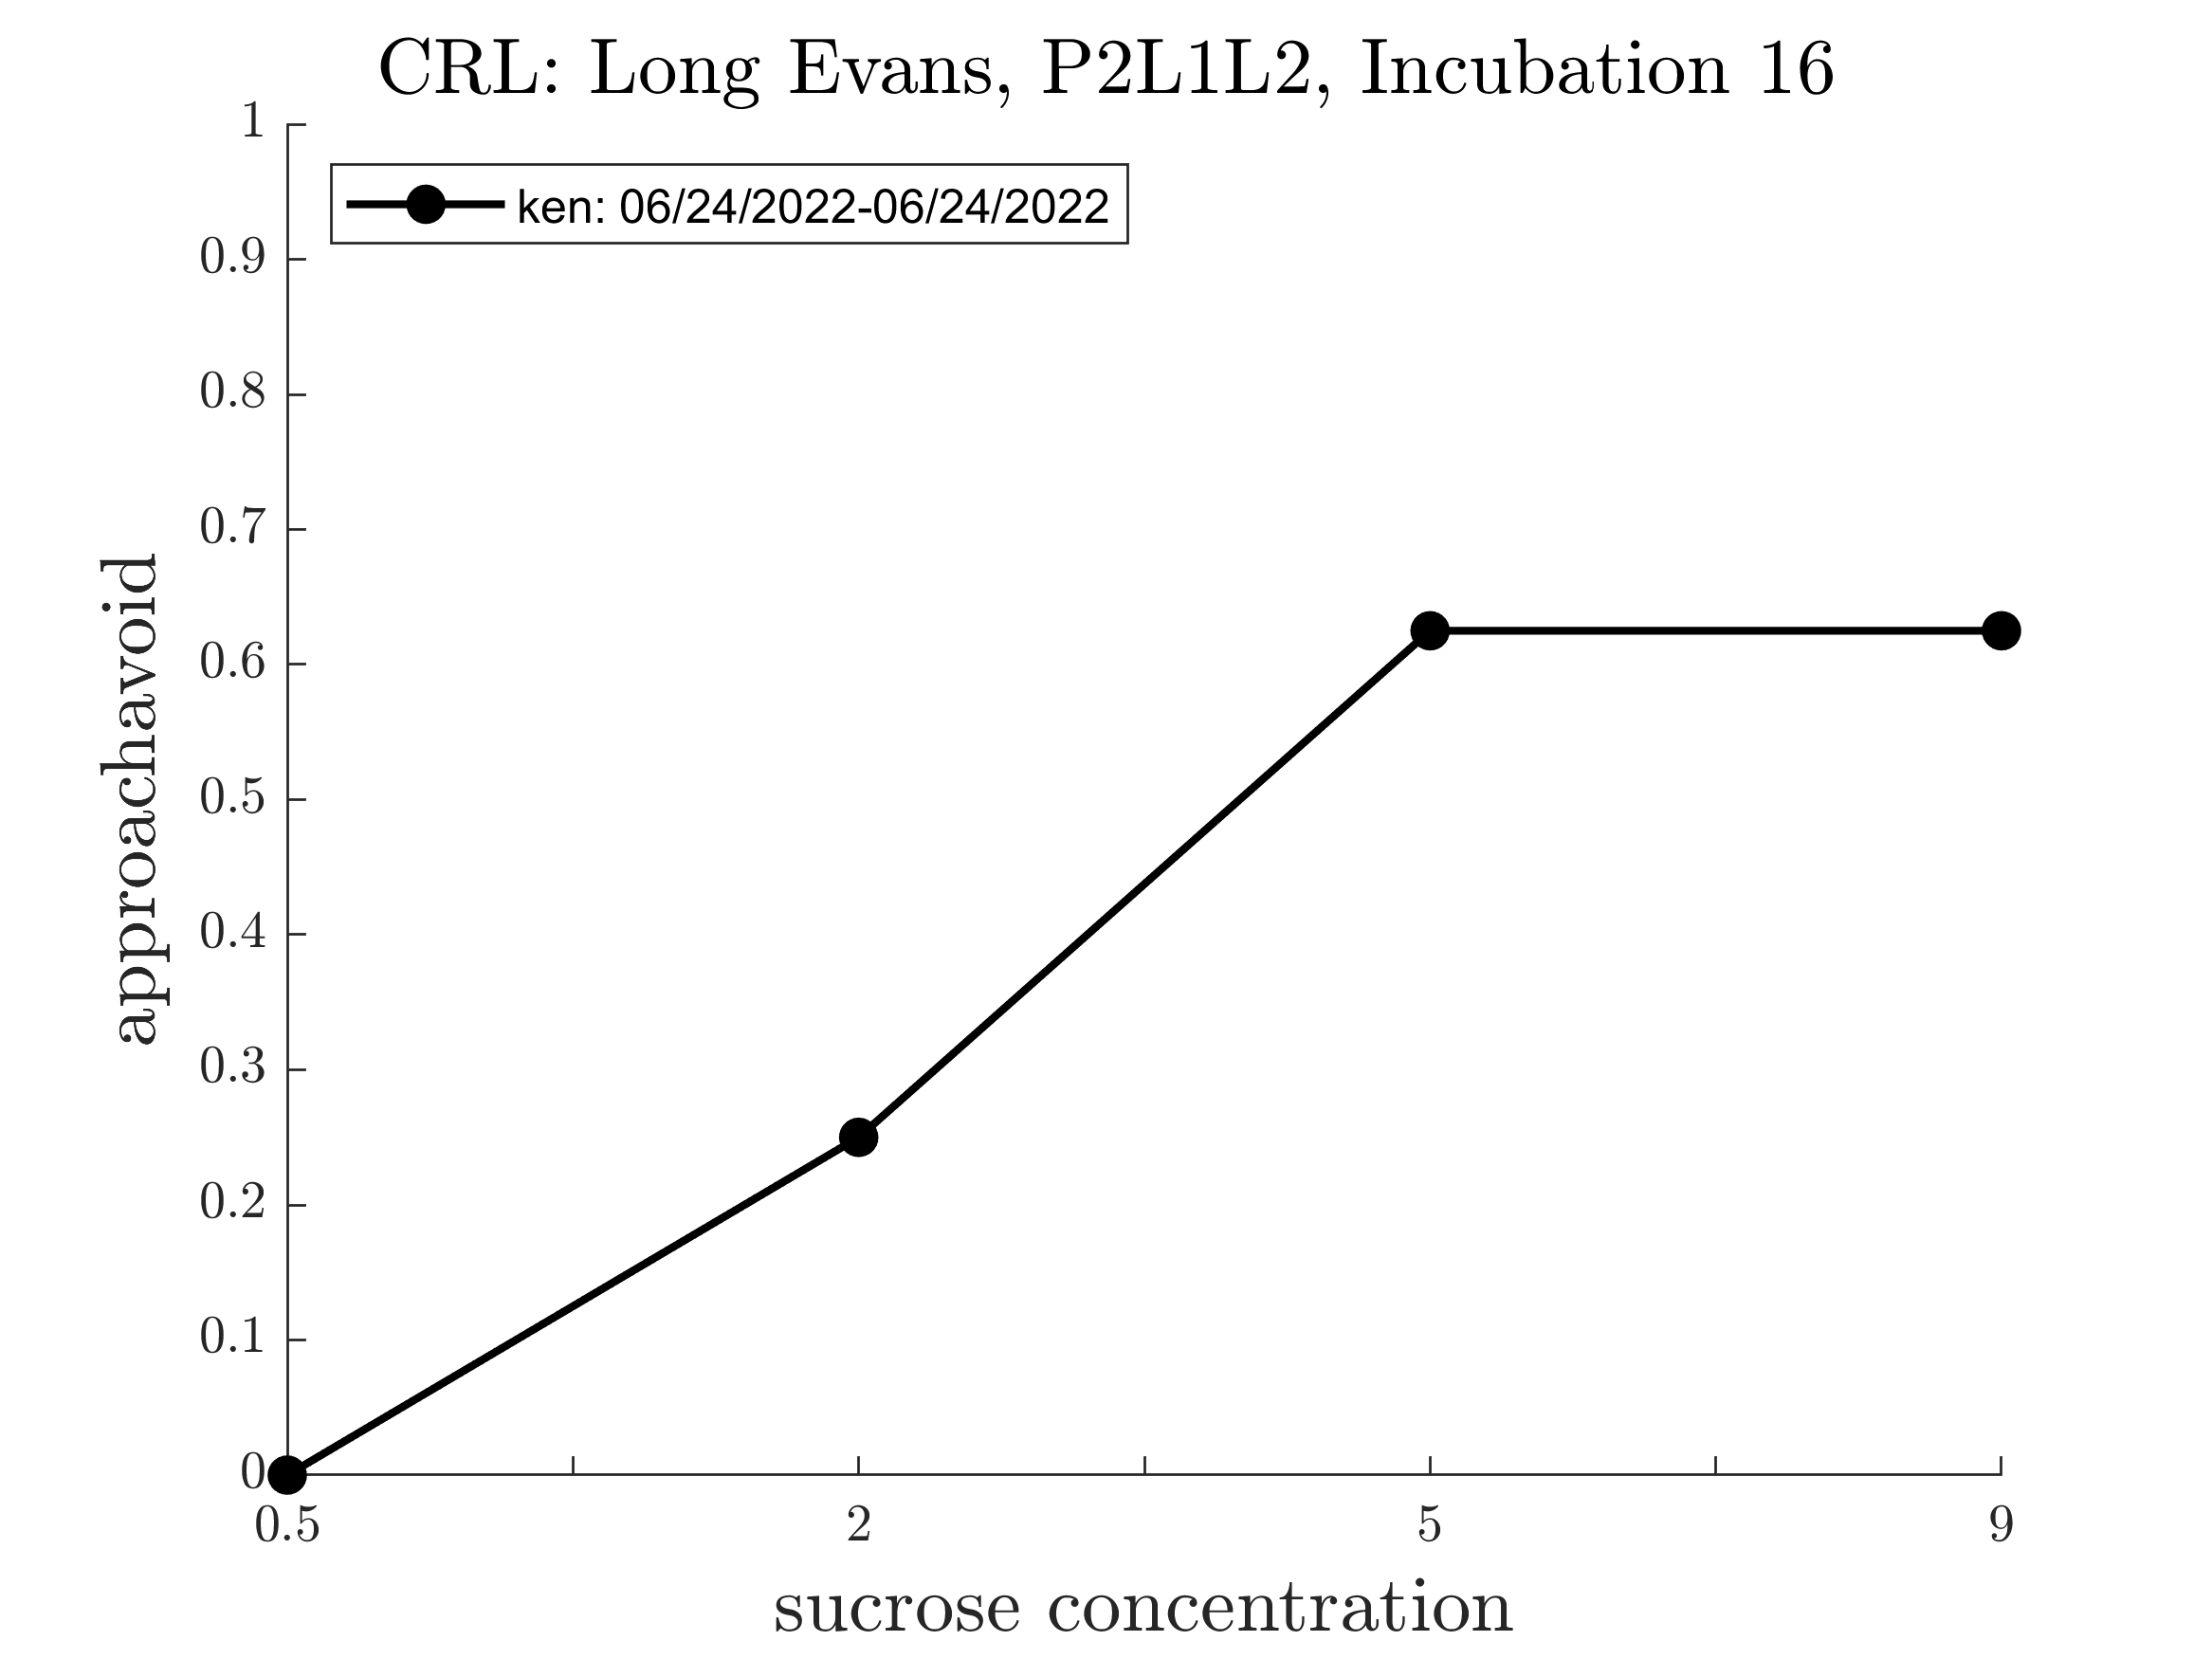 CRL: Long Evans, P2L1L2, Incubation 16
ken: 06/24/2022-06/24/2022
approachavoid
1
0.9
0.8
0.7
0.6
0.5
0.4
0.3
0.2
0.1
0
0.5 2 5 9
sucrose concentration